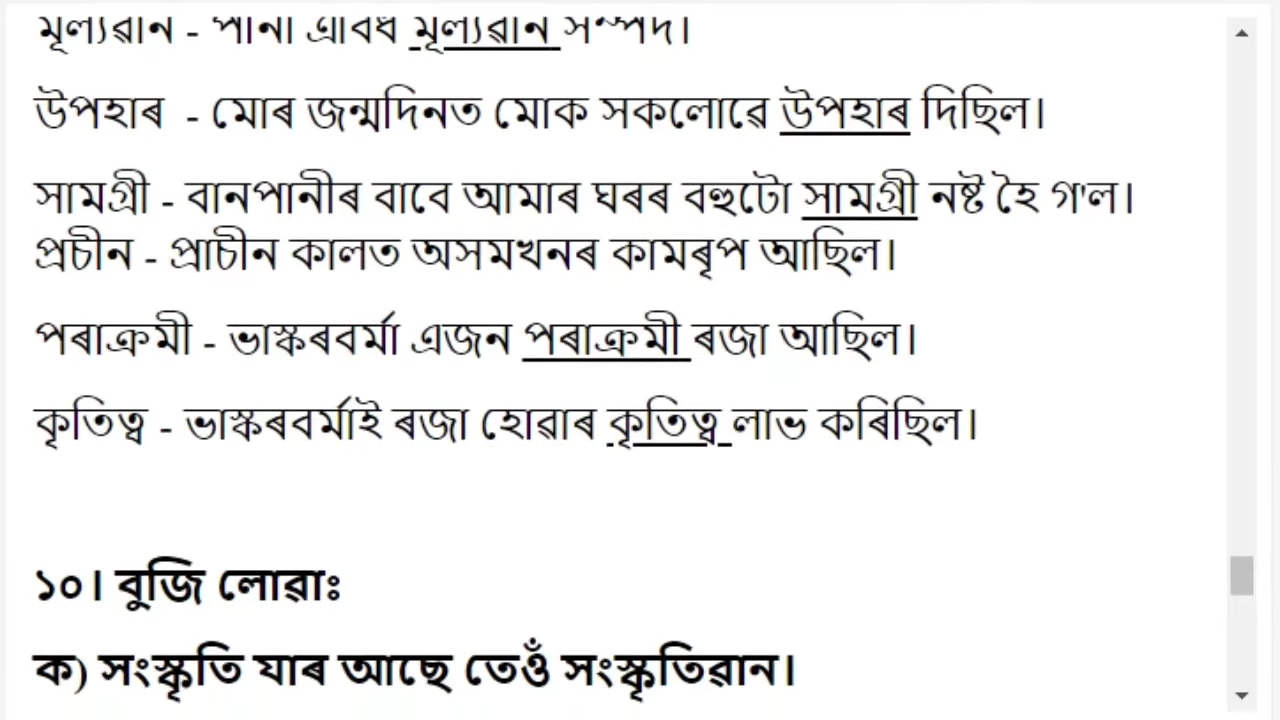 মূল্যৱান - পানী এবিধ মূল্যৱান সম্পদ।
উপহাৰ - মোৰ জন্মদিনত মোক সকলোৱে উপহাৰ দিছিল।
সামগ্ৰী - বানপানীৰ বাবে আমাৰ ঘৰৰ বহুটো সামগ্ৰী নষ্ট হৈ গ'ল।
প্ৰচীন - প্ৰাচীন কালত অসমখনৰ কামৰূপ আছিল।
পৰাক্ৰমী - ভাস্কৰবৰ্মা এজন পৰাক্ৰমী ৰজা আছিল।
কৃতিত্ব - ভাস্কৰবৰ্মাই ৰজা হোৱাৰ কৃতিত্ব লাভ কৰিছিল।
১০। বুজি লোৱাঃ
ক) সংস্কৃতি যাৰ আছে তেওঁ সংস্কৃতিৱান।